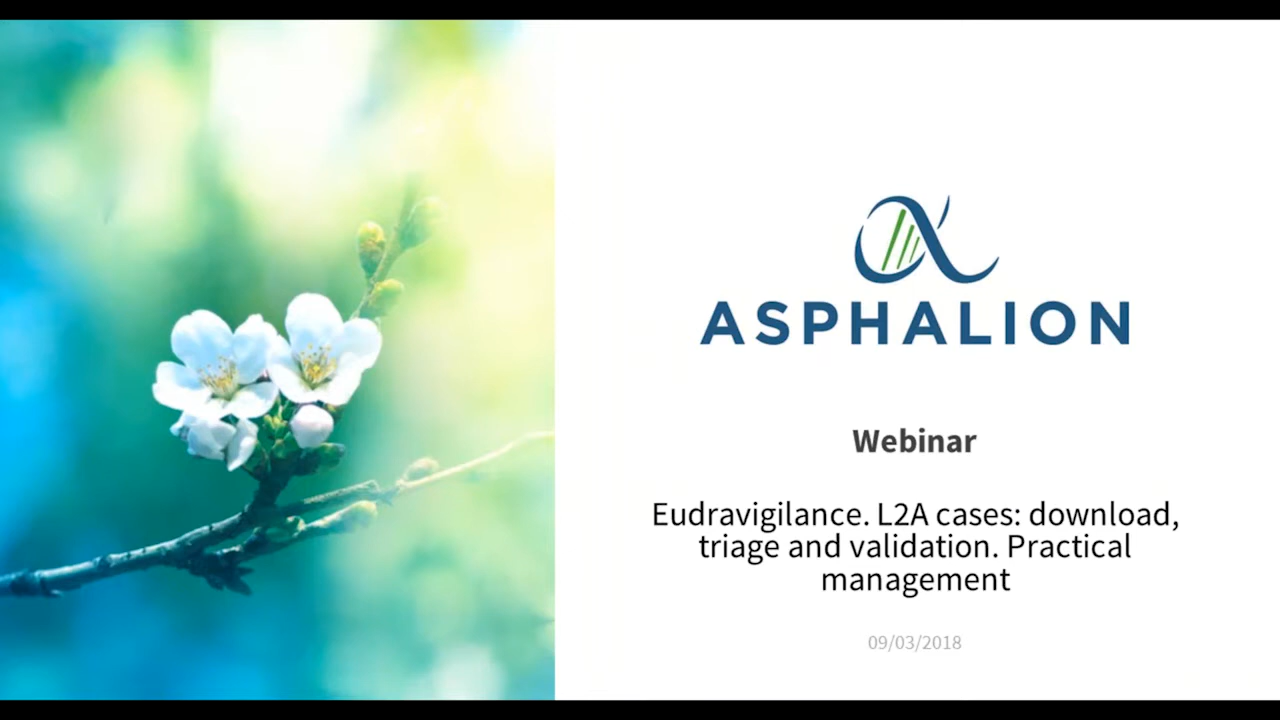 ASPHALION
Webinar
Eudravigilance. L2A cases: download,
triage and validation. Practical
management
09/03/2018